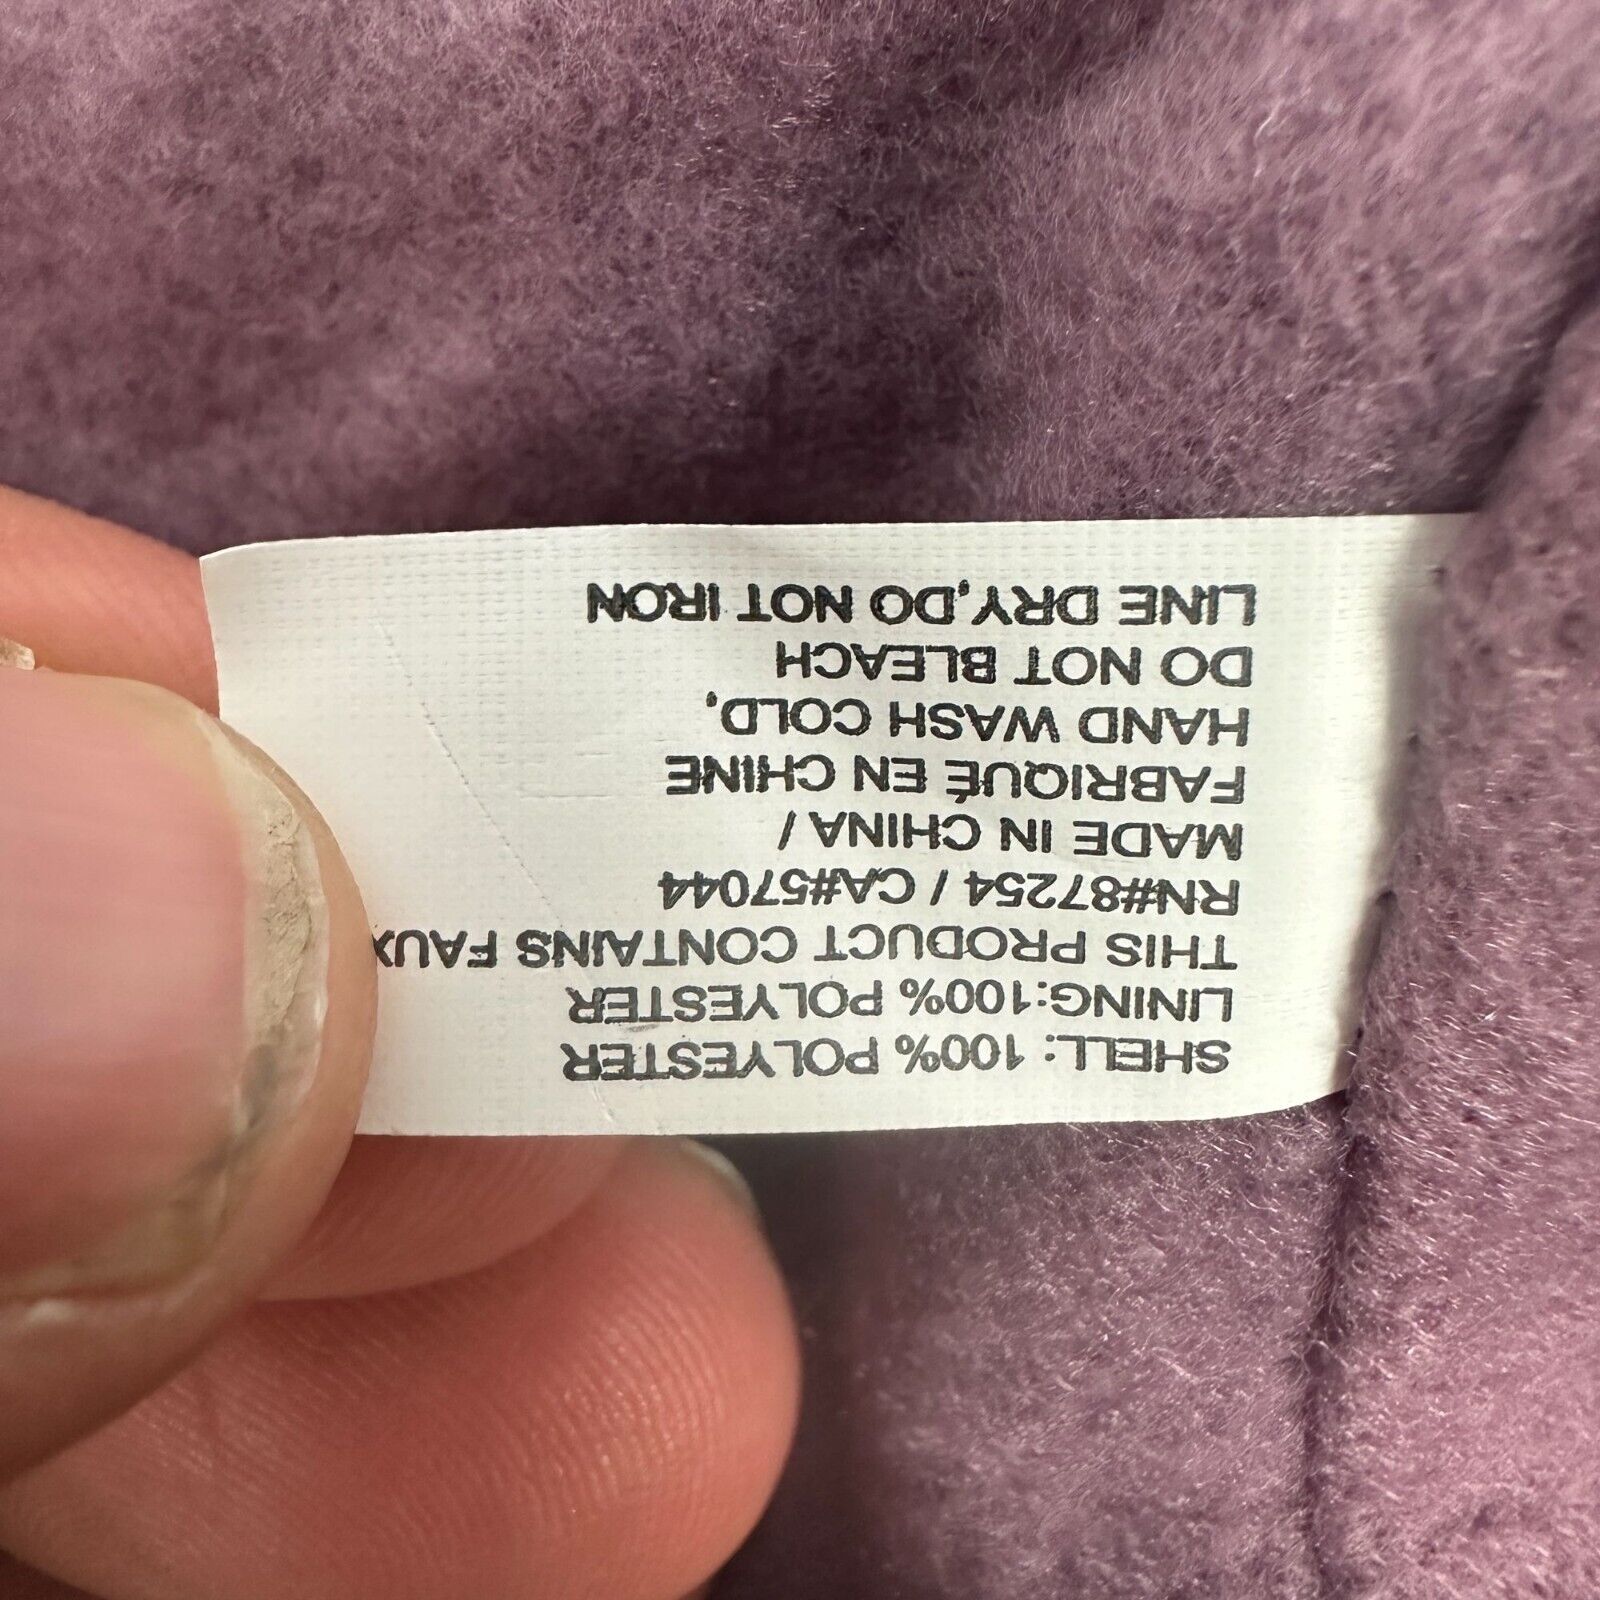 SHELL: 100% POLYESTER
LINING:100% POLYESTER
THIS PRODUCT CONTAINS FAUX
RN#87254 / CA#57044
MADE IN CHINA /
FABRIQUÉ EN CHINE
HAND WASH COLD,
DO NOT BLEACH
LINE DRY,DO NOT IRON